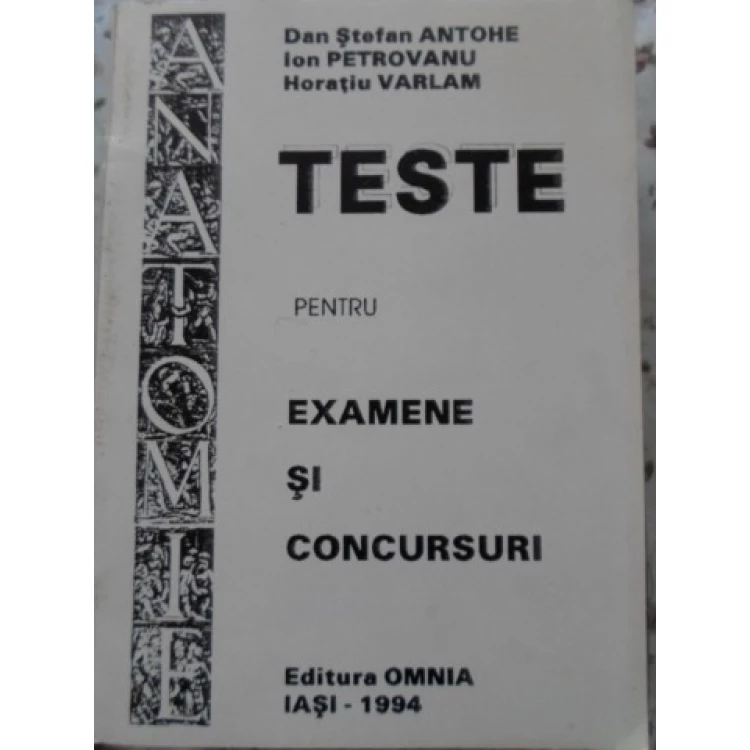 ANATOMIE
Dan Ştefan ANTOHE
Ion PETROVANU
Horaţiu VARLAM
TESTE
PENTRU
EXAMENE
ŞI
CONCURSURI
Editura OMNIA
IAŞI - 1994